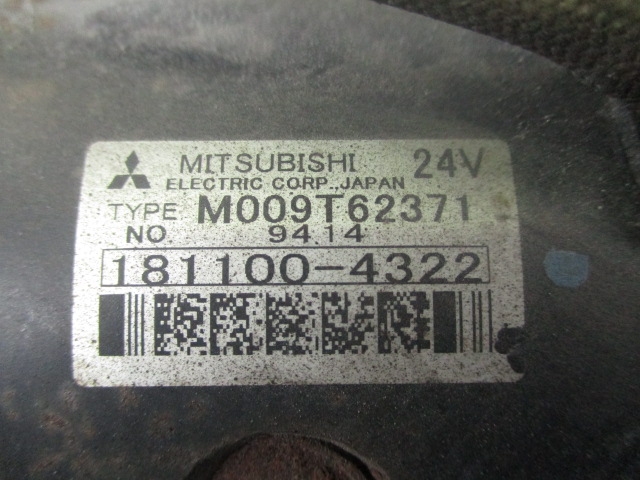 MITSUBISHI 24V
ELECTRIC CORP., JAPAN
TYPE M009T62371
NO. 9414
181100-4322